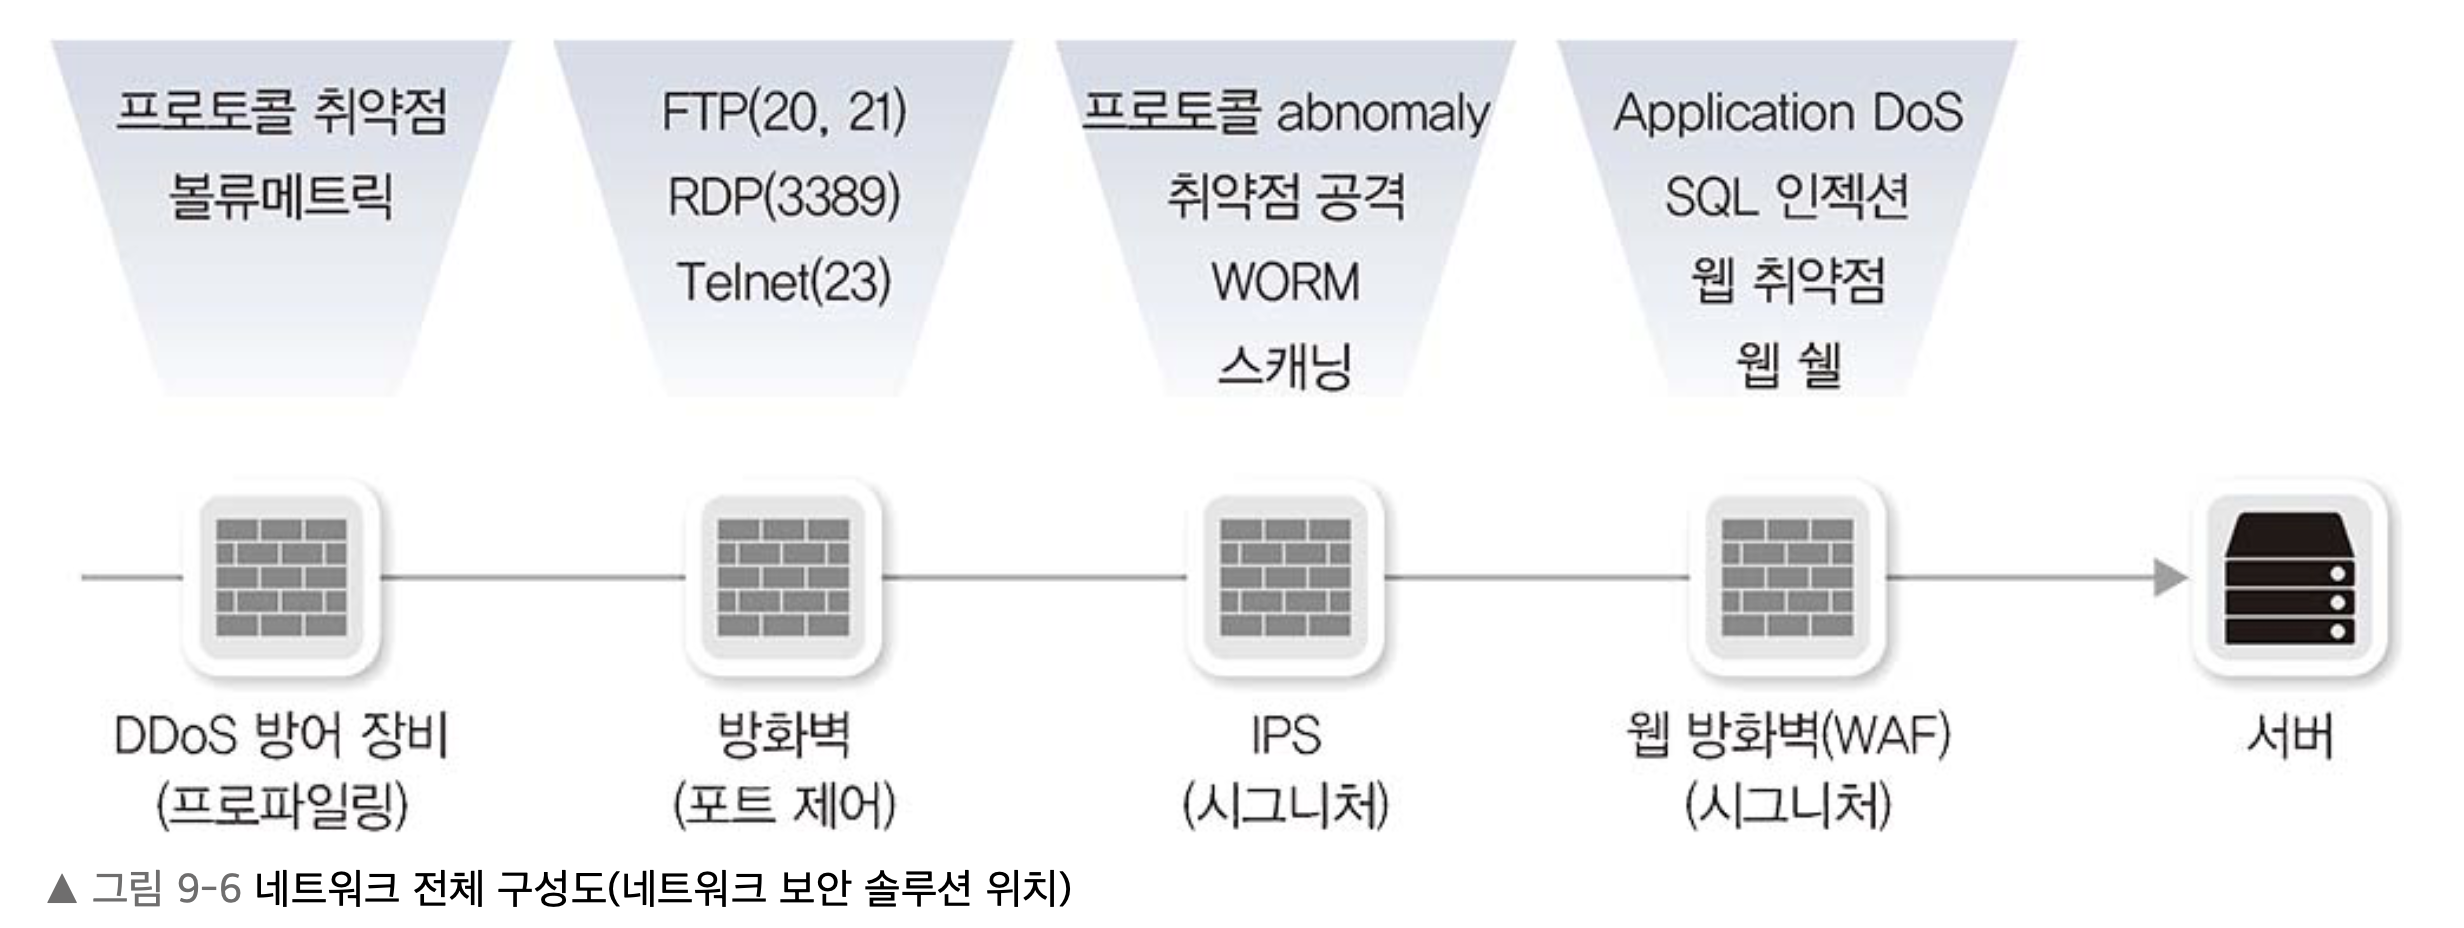 프로토콜 취약점
볼류메트릭
FTP(20, 21)
RDP(3389)
Telnet(23)
프로토콜 abnomaly
취약점 공격
WORM
스캐닝
Application DoS
SQL 인젝션
웹 취약점
웹 쉘
DDoS 방어 장비
(프로파일링)
방화벽
(포트 제어)
IPS
(시그니처)
웹 방화벽(WAF)
(시그니처)
서버
▲ 그림 9-6 네트워크 전체 구성도(네트워크 보안 솔루션 위치)